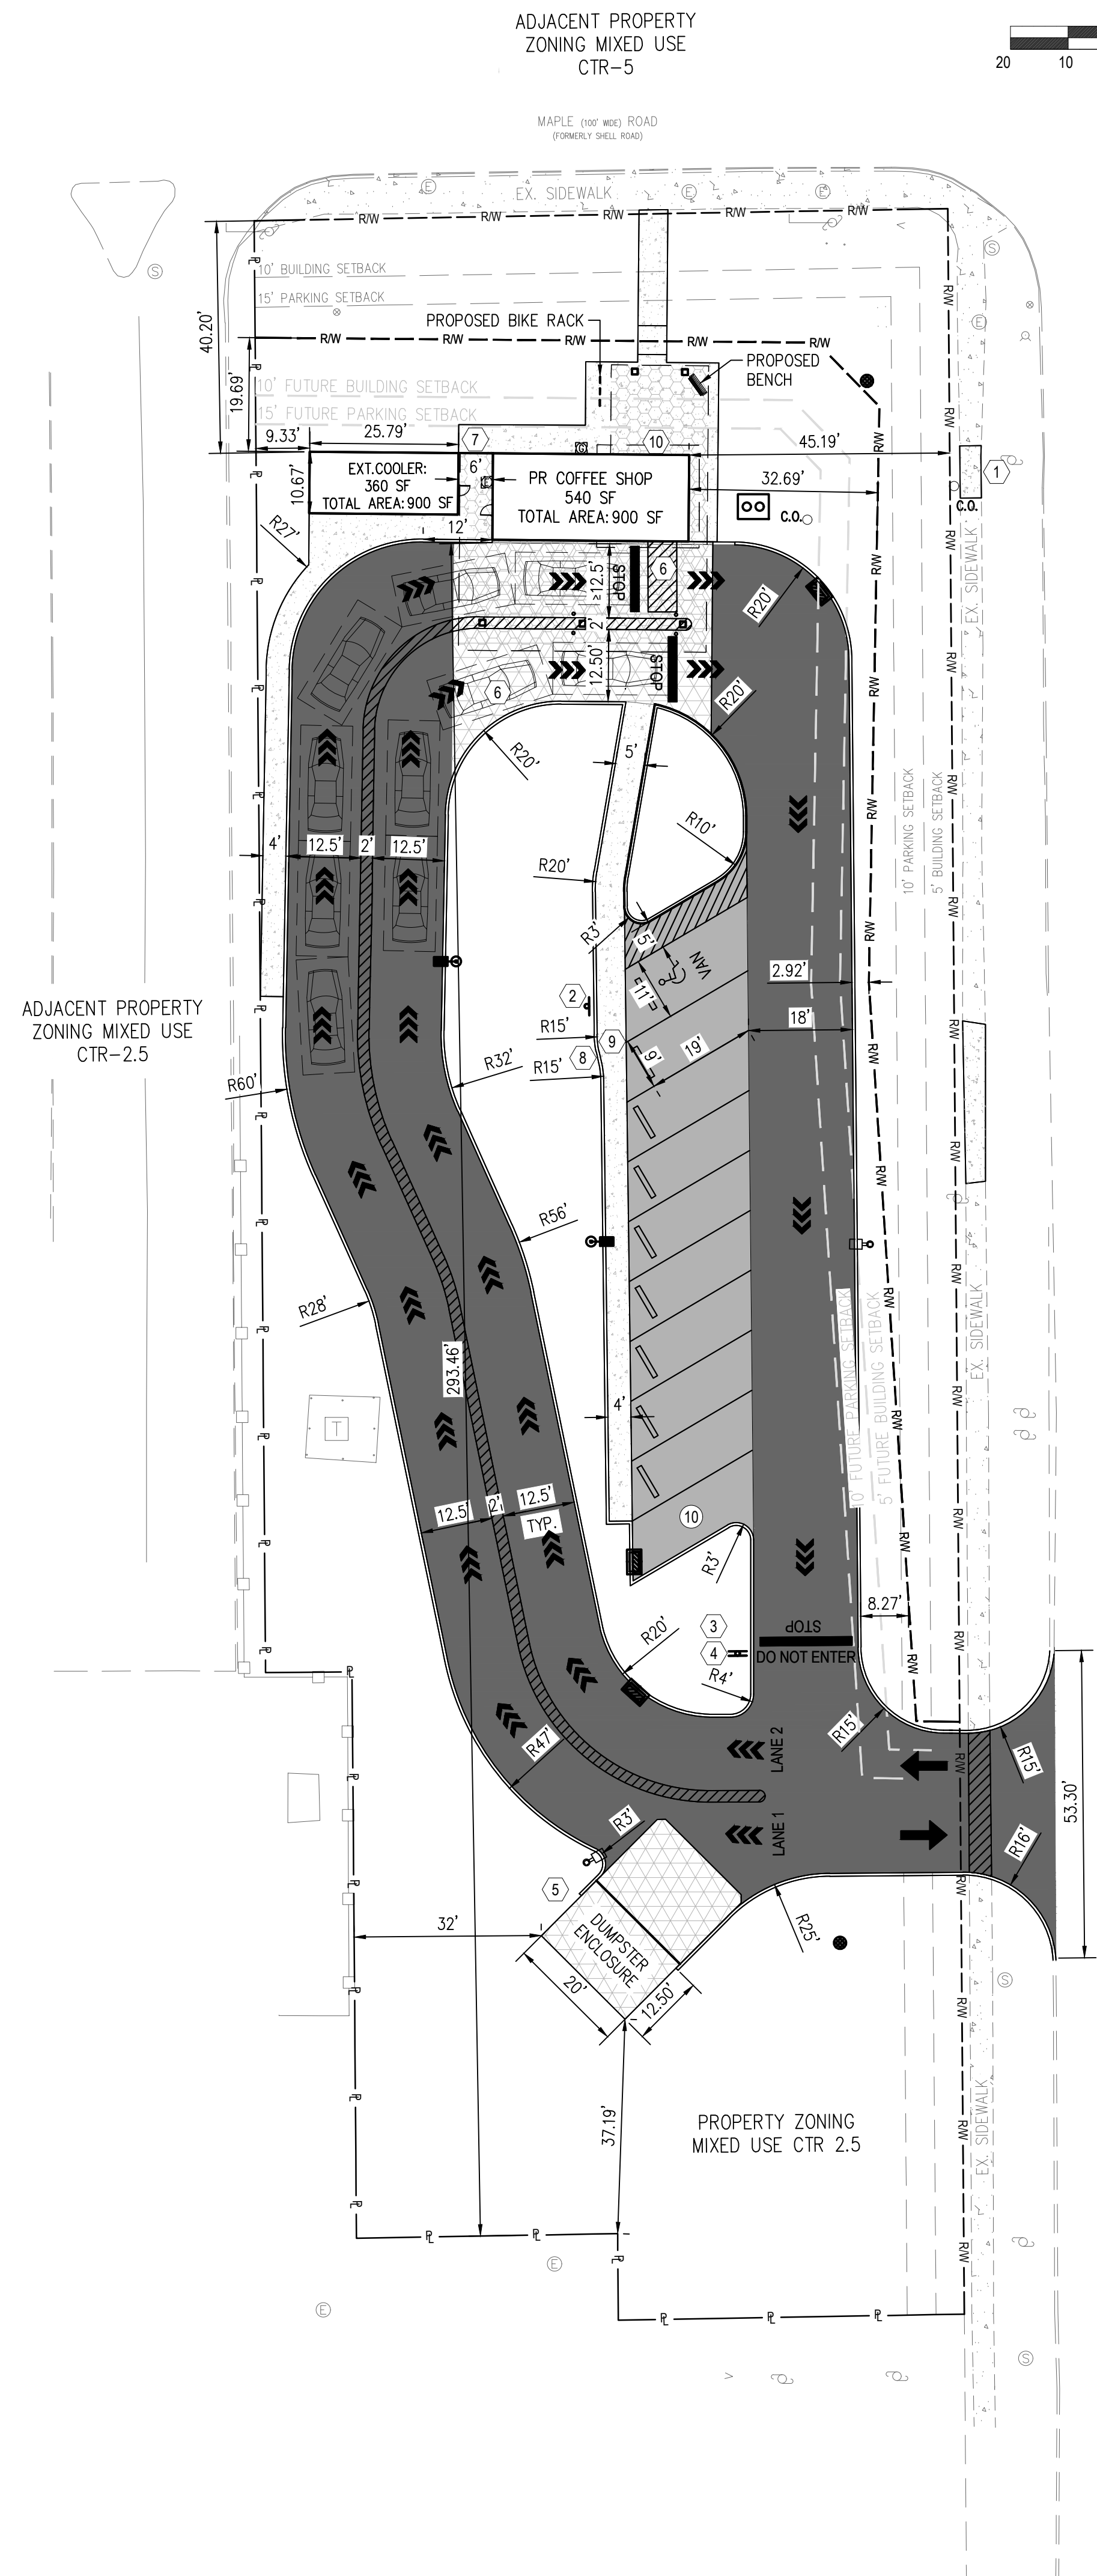 ADJACENT PROPERTY
ZONING MIXED USE
CTR-5
20
10
MAPLE (100' WIDE) ROAD
(FORMERLY SHELL ROAD)
E
E
E
EX. SIDEWALK
R/W
R/W
R/W
R/W
R/W
S
S
10' BUILDING SETBACK
15' PARKING SETBACK
PROPOSED BIKE RACK
R/W
R/W
R/W
R/W
R/W
E
PROPOSED
BENCH
40.20'
19.69'
10' FUTURE BUILDING SETBACK
15' FUTURE PARKING SETBACK
9.33'
25.79'
7
10
45.19'
10.67'
EXT.COOLER:
360 SF
TOTAL AREA: 900 SF
6'
PR COFFEE SHOP
540 SF
TOTAL AREA: 900 SF
32.69'
1
C.O.
C.O.
R27'
12'
≥12.5'
STOP
6
R20'
EX. SIDEWALK
2'
12.50'
STOP
6
R20'
R20'
5'
R10'
10' PARKING SETBACK
5' BUILDING SETBACK
4'
12.5'
2'
12.5'
R20'
R3'
5'
VAN
11'
2.92'
ADJACENT PROPERTY
ZONING MIXED USE
CTR-2.5
2
R15'
9
18'
R15'
8
9'
19'
R32'
R60'
R56'
R28'
293.46'
10' FUTURE PARKING SETBACK
5' FUTURE BUILDING SETBACK
EX. SIDEWALK
T
4'
12.5'
2'
12.5'
TYP.
10
R3'
8.27'
R20'
3
4
STOP
DO NOT ENTER
R4'
R15'
R47'
LANE 2
R15'
LANE 1
R3'
R16'
53.30'
5
R25'
32'
DUMPSTER
ENCLOSURE
20'
12.50'
S
37.19'
PROPERTY ZONING
MIXED USE CTR 2.5
EX. SIDEWALK
E
E
S